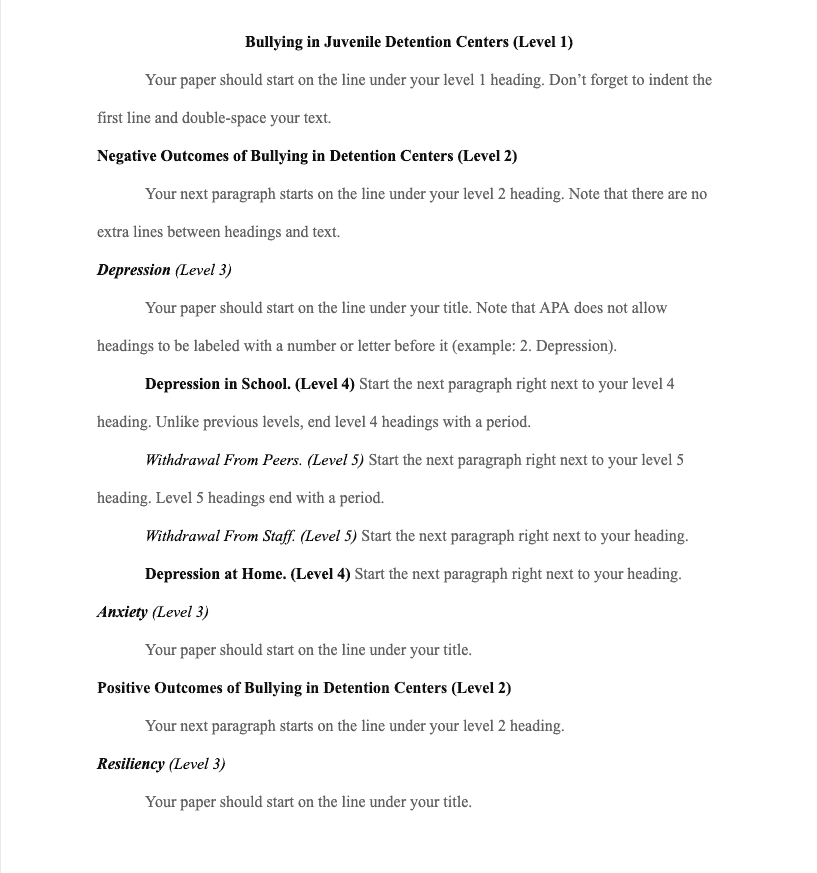 Bullying in Juvenile Detention Centers (Level 1)
Your paper should start on the line under your level 1 heading. Don’t forget to indent the
first line and double-space your text.
Negative Outcomes of Bullying in Detention Centers (Level 2)
Your next paragraph starts on the line under your level 2 heading. Note that there are no
extra lines between headings and text.
Depression (Level 3)
Your paper should start on the line under your title. Note that APA does not allow
headings to be labeled with a number or letter before it (example: 2. Depression).
Depression in School. (Level 4) Start the next paragraph right next to your level 4
heading. Unlike previous levels, end level 4 headings with a period.
Withdrawal From Peers. (Level 5) Start the next paragraph right next to your level 5
heading. Level 5 headings end with a period.
Withdrawal From Staff. (Level 5) Start the next paragraph right next to your heading.
Depression at Home. (Level 4) Start the next paragraph right next to your heading.
Anxiety (Level 3)
Your paper should start on the line under your title.
Positive Outcomes of Bullying in Detention Centers (Level 2)
Your next paragraph starts on the line under your level 2 heading.
Resiliency (Level 3)
Your paper should start on the line under your title.